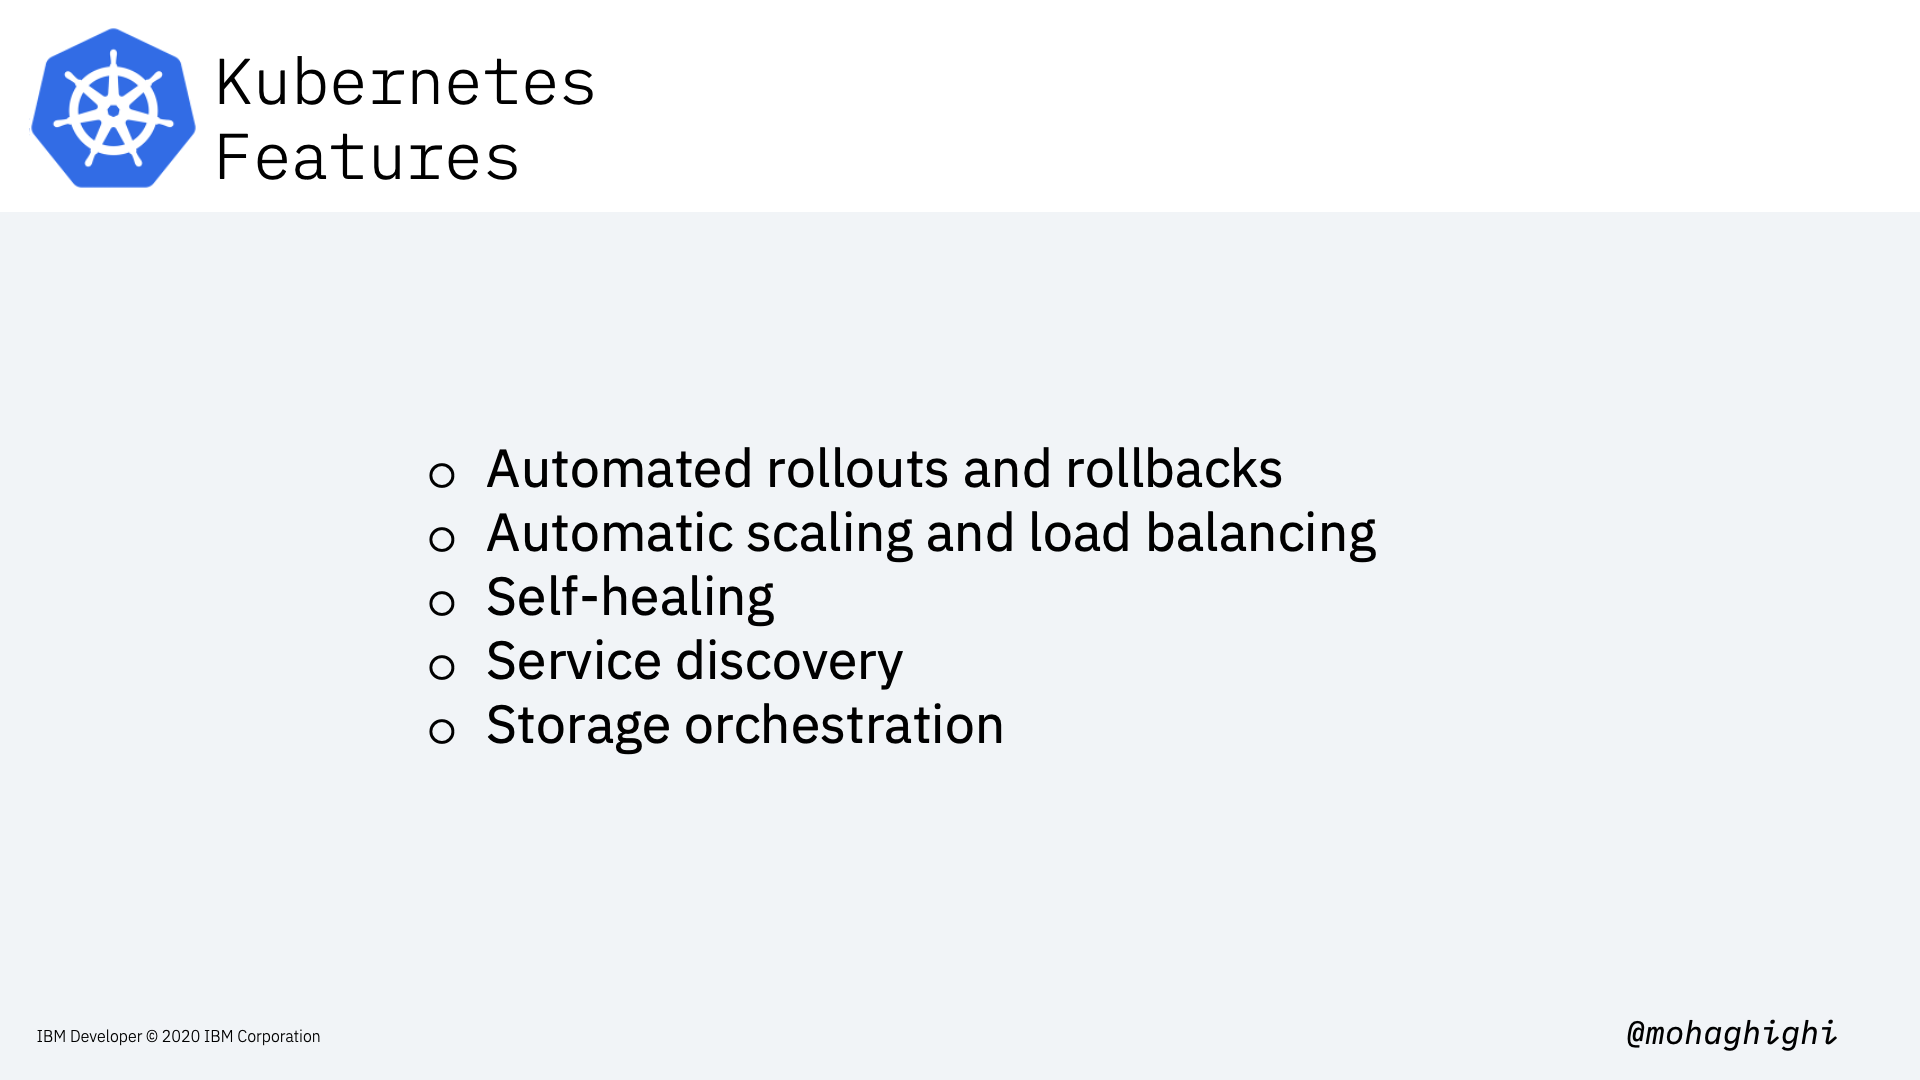 Kubernetes
Features
○ Automated rollouts and rollbacks
○ Automatic scaling and load balancing
○ Self-healing
○ Service discovery
○ Storage orchestration
IBM Developer © 2020 IBM Corporation
@mohaghighi